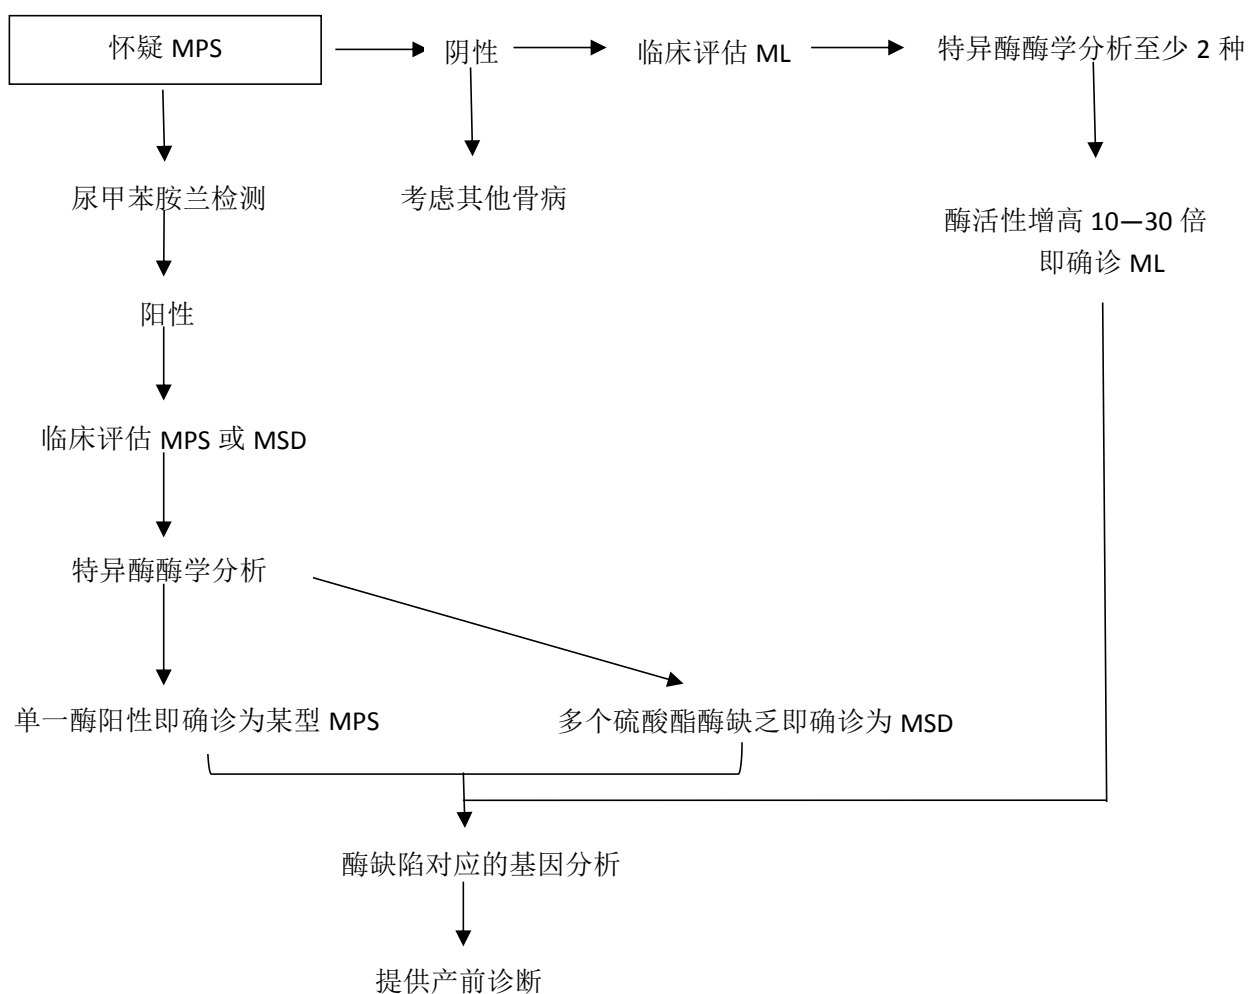 怀疑 MPS
阴性
临床评估 ML
特异酶酶学分析至少 2 种
尿甲苯胺兰检测
考虑其他骨病
酶活性增高 10—30 倍
即确诊 ML
阳性
临床评估 MPS 或 MSD
特异酶酶学分析
单一酶阳性即确诊为某型 MPS
多个硫酸酯酶缺乏即确诊为 MSD
酶缺陷对应的基因分析
提供产前诊断